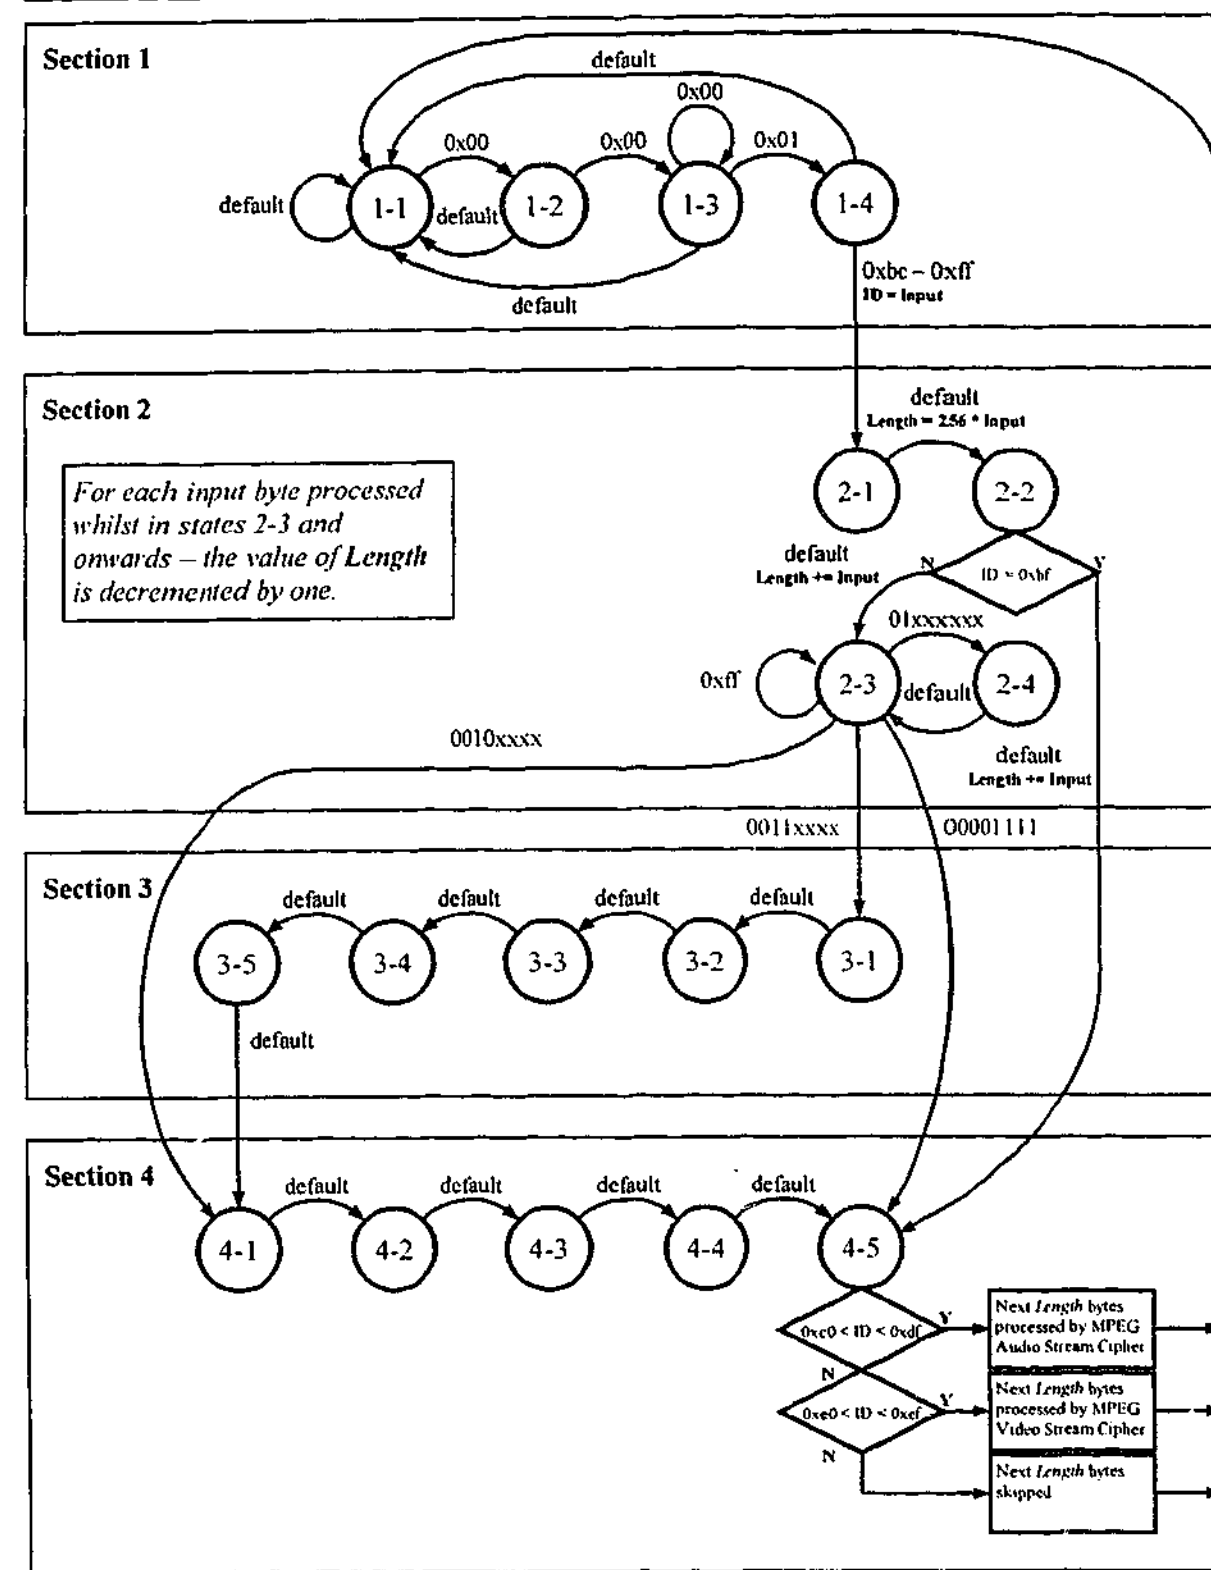 Section 1
default
0x00
0x00
0x00
0x01
default
1-1
default
1-2
1-3
1-4
default
0xbc – 0xff
ID = Input
Section 2
default
Length = 256 * Input
For each input byte processed
whilst in states 2-3 and
onwards – the value of Length
is decremented by one.
2-1
2-2
default
Length += Input
N
ID = 0xbf
Y
01xxxxxx
0xff
2-3
default
2-4
0010xxxx
default
Length += Input
0011xxxx
00001111
Section 3
default
default
default
default
3-5
3-4
3-3
3-2
3-1
default
Section 4
default
default
default
default
4-1
4-2
4-3
4-4
4-5
0xc0 < ID < 0xdf
Y
N
Next Length bytes
processed by MPEG
Audio Stream Cipher
0xe0 < ID < 0xef
Y
N
Next Length bytes
processed by MPEG
Video Stream Cipher
Next Length bytes
skipped